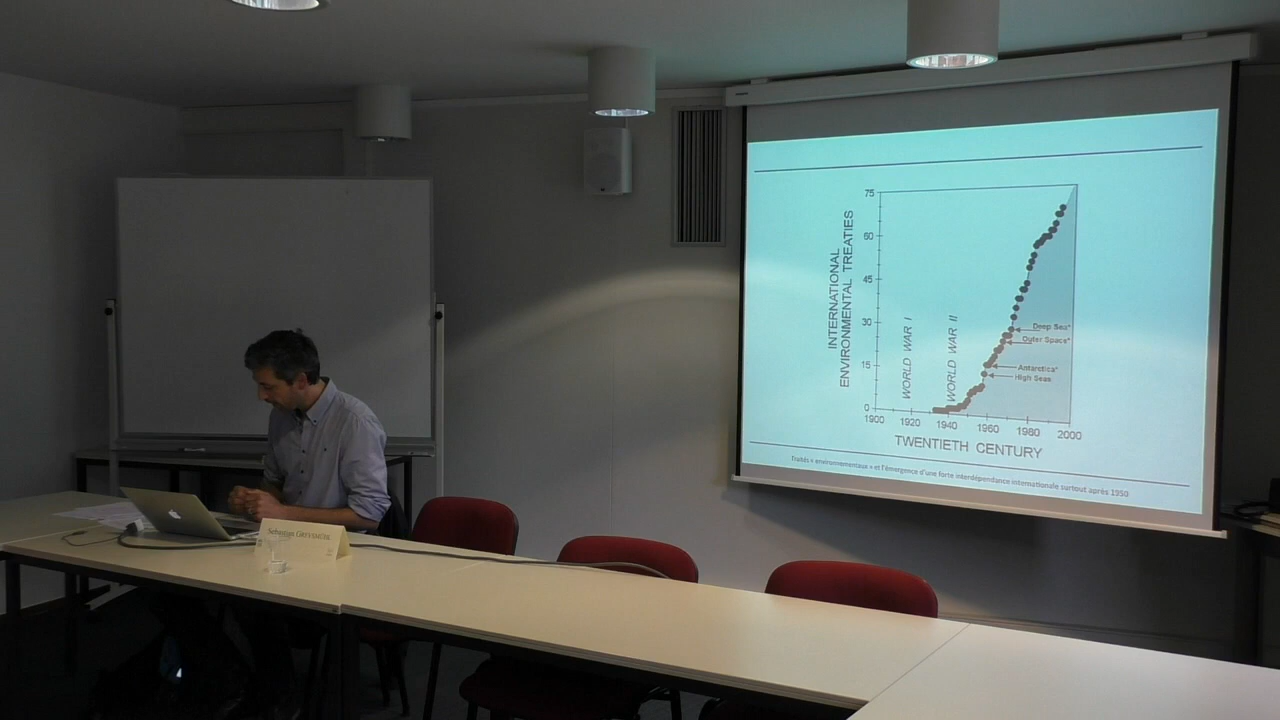 INTERNATIONAL
ENVIRONMENTAL TREATIES
75
60
45
30
15
0
WORLD WAR I
WORLD WAR II
Deep Sea*
Outer Space*
Antarctica*
High Seas
1900 1920 1940 1960 1980 2000
TWENTIETH CENTURY
Traités « environnementaux » et l'émergence d'une forte interdépendance internationale surtout après 1950
Sebastian